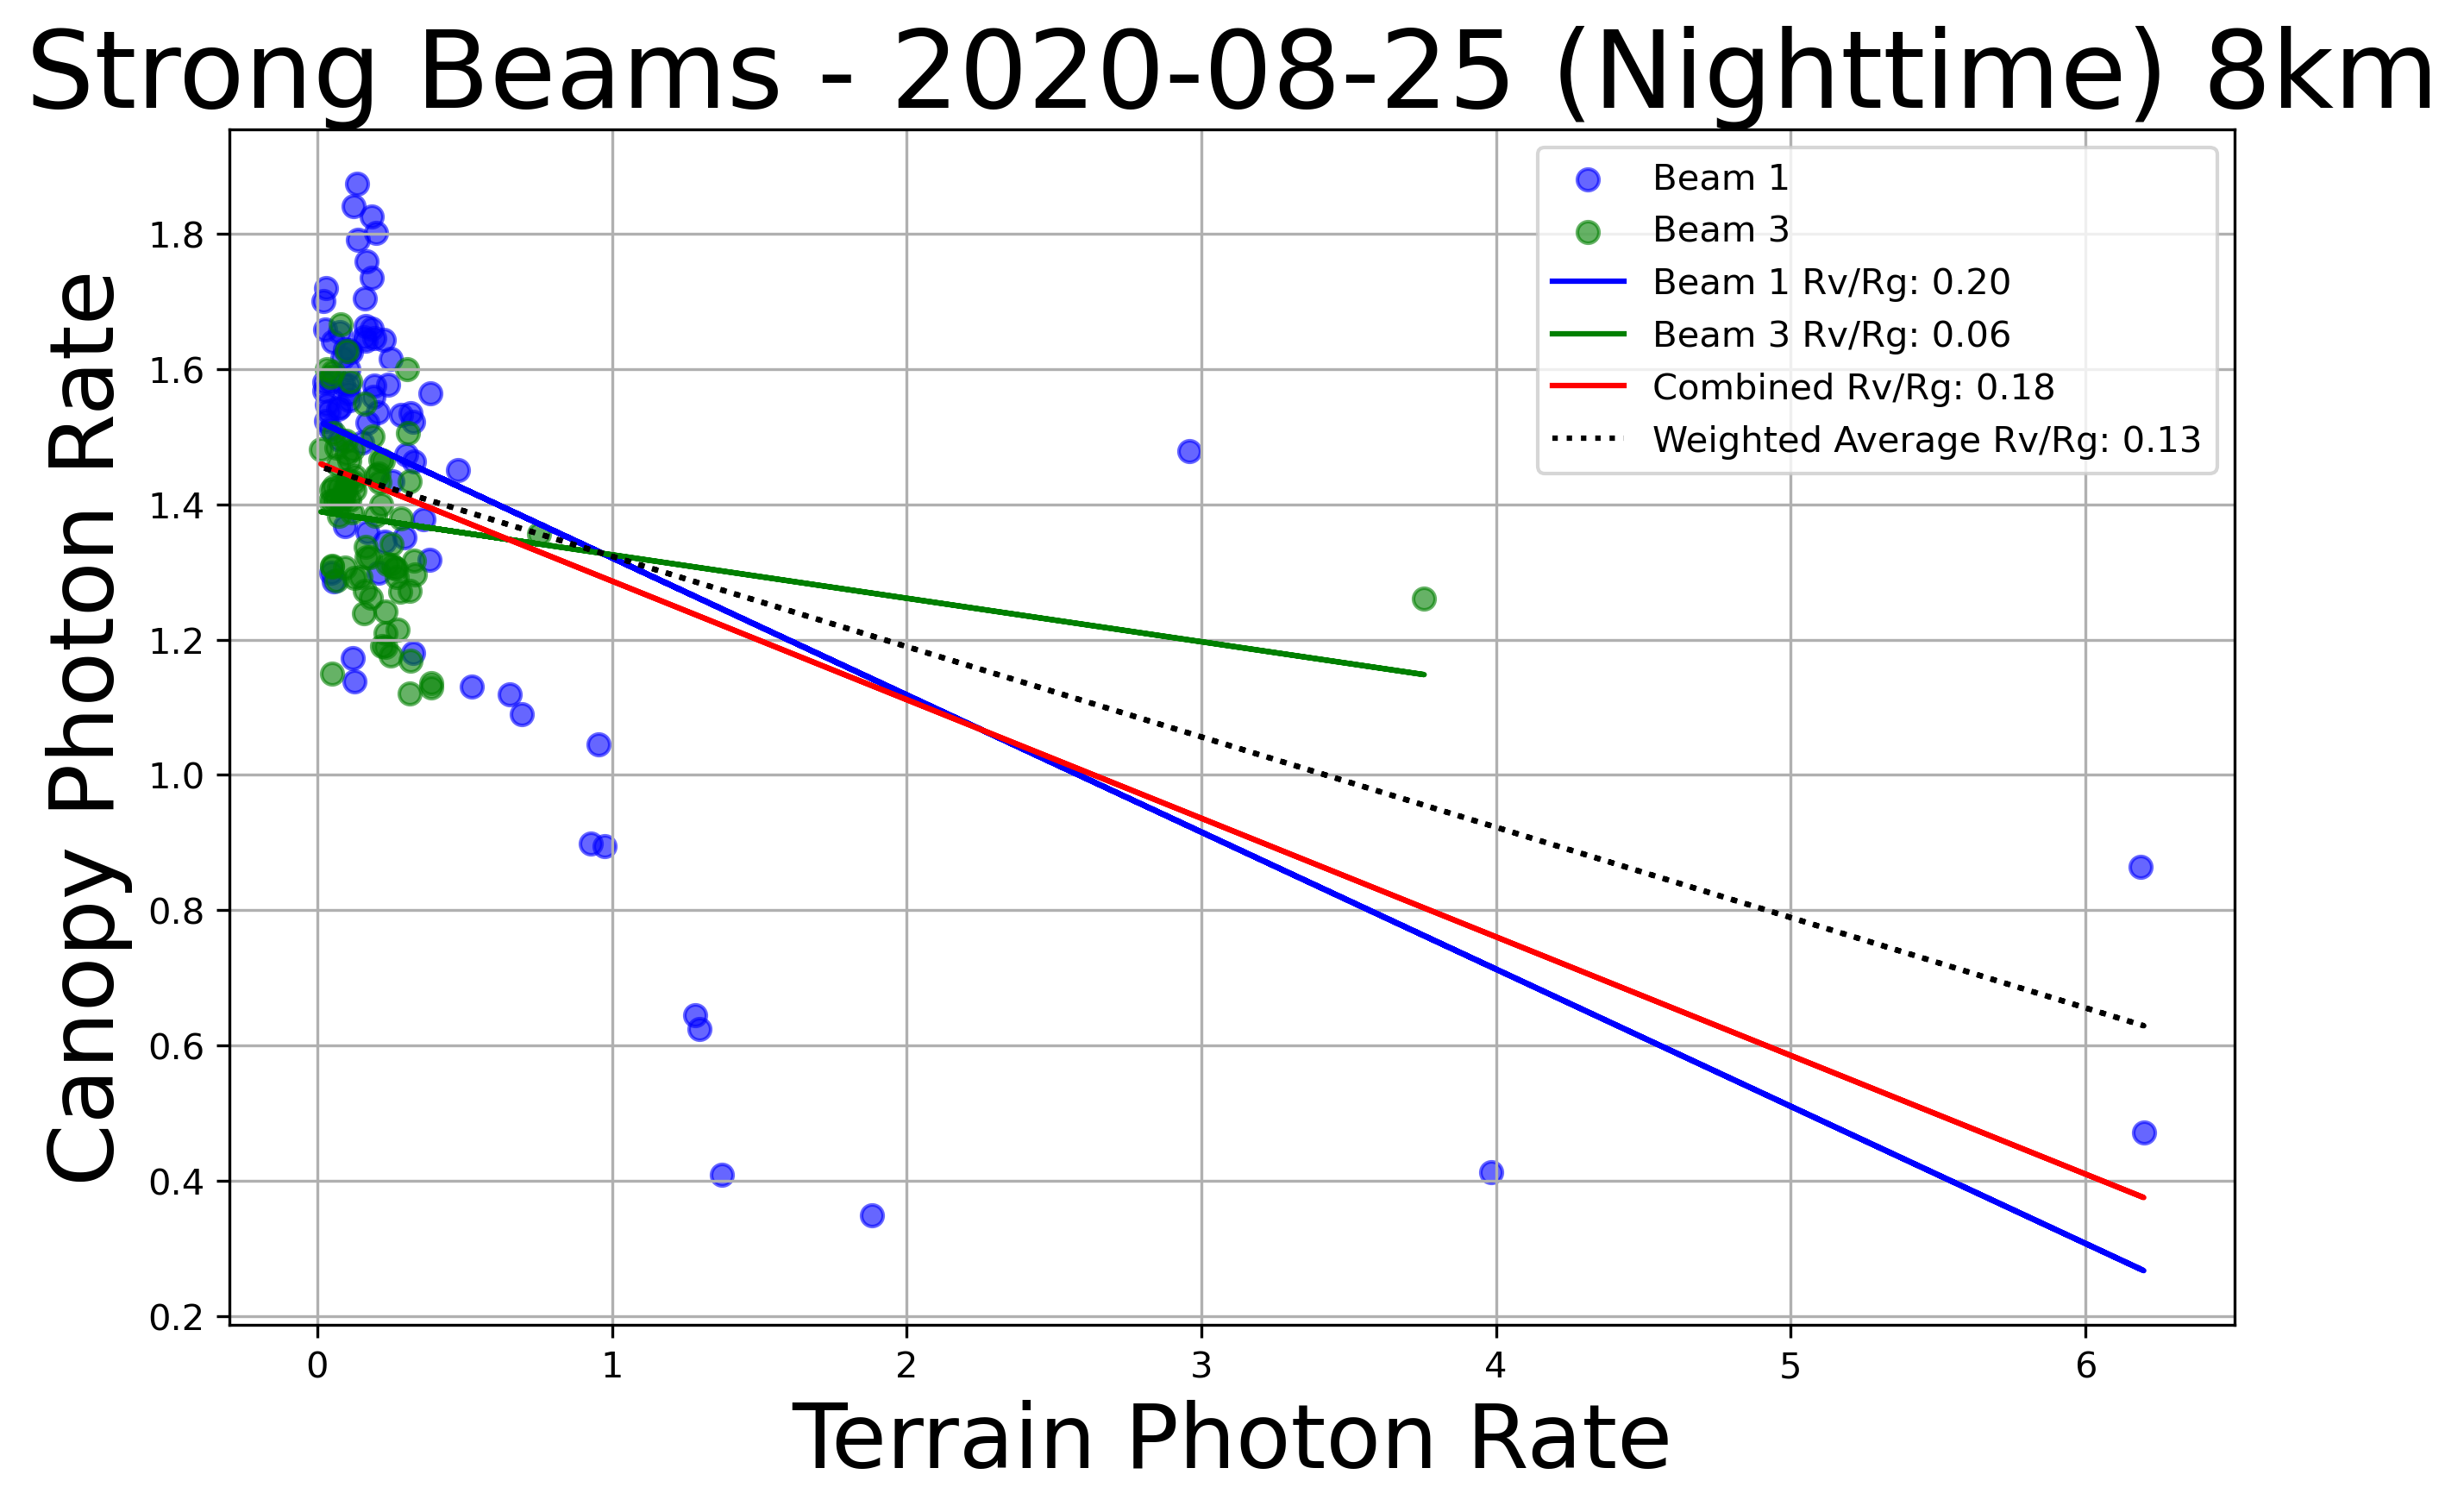 Strong Beams - 2020-08-25 (Nighttime) 8km
Canopy Photon Rate
1.8
1.6
1.4
1.2
1.0
0.8
0.6
0.4
0.2
Beam 1
Beam 3
Beam 1 Rv/Rg: 0.20
Beam 3 Rv/Rg: 0.06
Combined Rv/Rg: 0.18
Weighted Average Rv/Rg: 0.13
0 1 2 3 4 5 6
Terrain Photon Rate